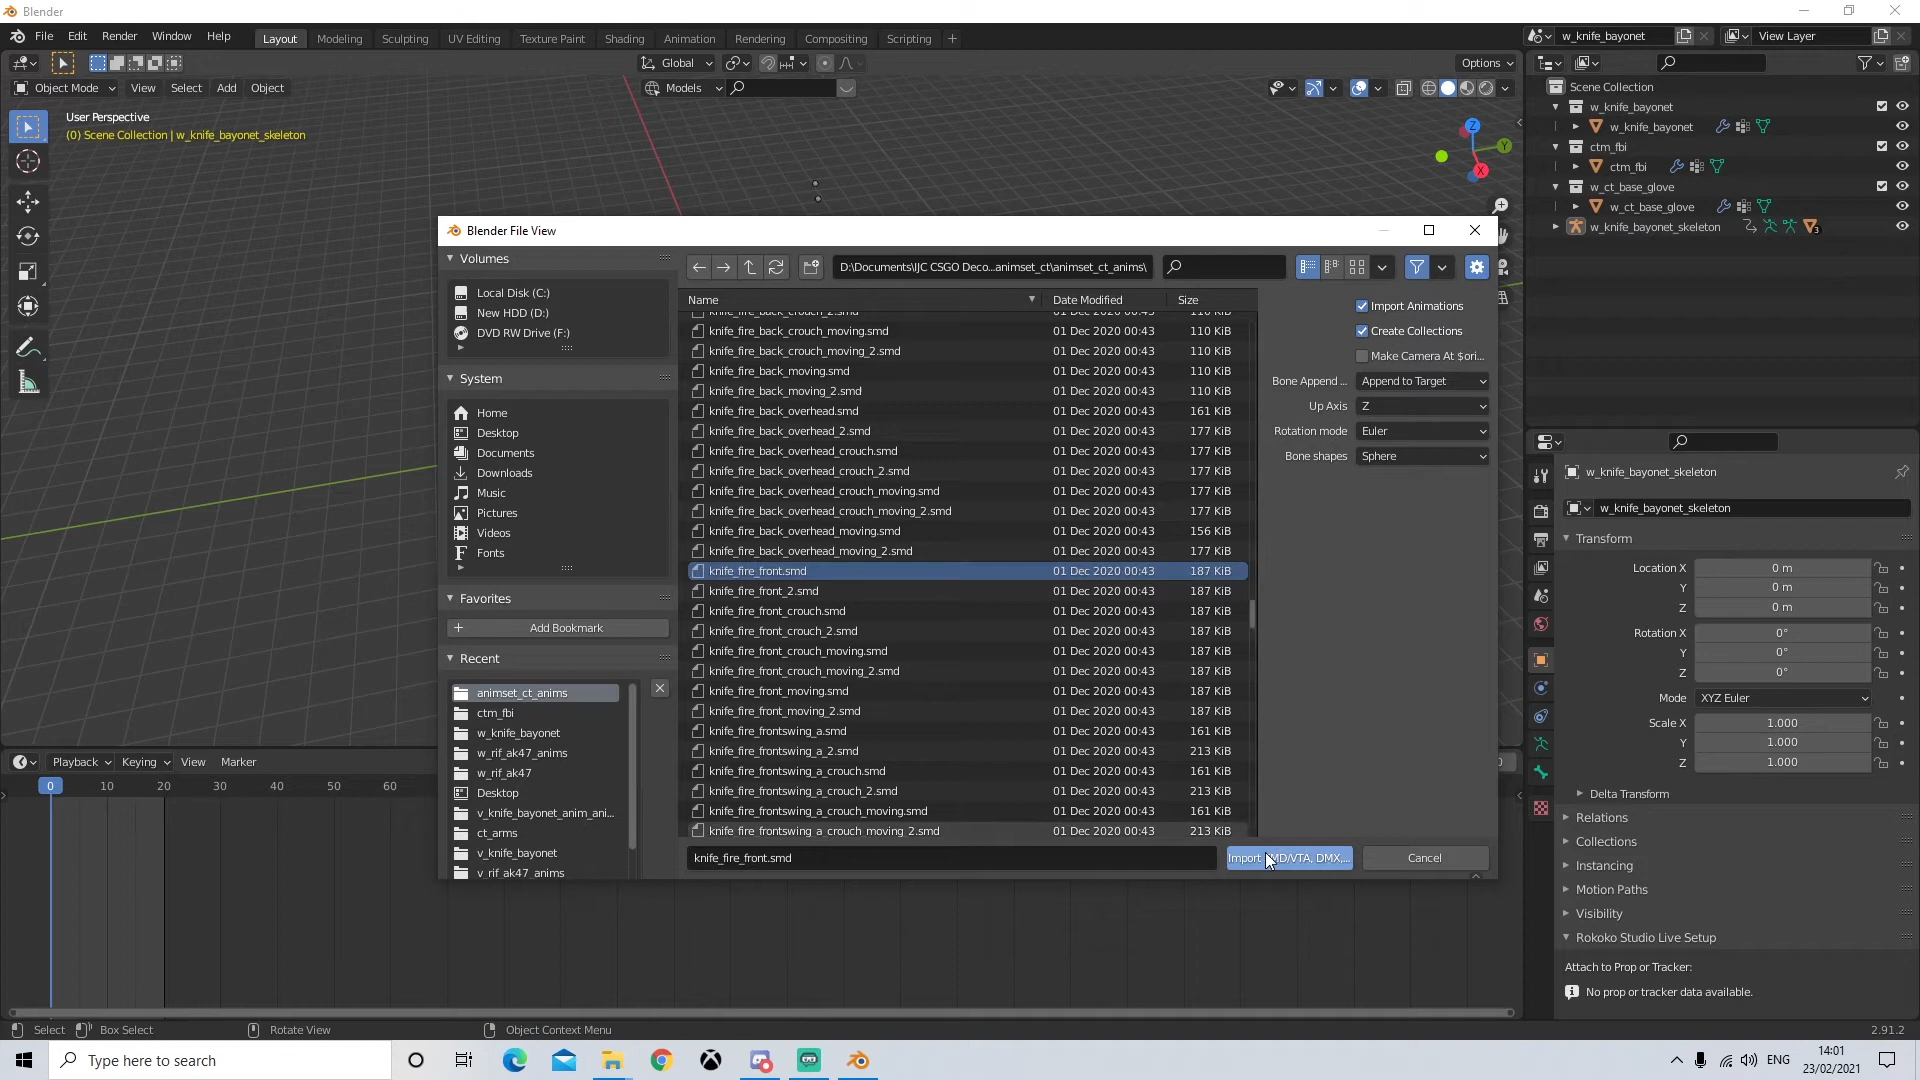 Blender
File Edit Render Window Help
Layout Modeling Sculpting UV Editing Texture Paint Shading Animation Rendering Compositing Scripting +
w_knife_bayonet
View Layer
Global
Options
Object Mode View Select Add Object
Models
User Perspective
(0) Scene Collection | w_knife_bayonet_skeleton
Z
Y
X
Scene Collection
w_knife_bayonet
w_knife_bayonet
ctm_fbi
ctm_fbi
w_ct_base_glove
w_ct_base_glove
w_knife_bayonet_skeleton
3
Blender File View
D:\Documents\IJC CSGO Deco...animset_ct\animset_ct_anims\
Volumes
Local Disk (C:)
New HDD (D:)
DVD RW Drive (F:)
System
Home
Desktop
Documents
Downloads
Music
Pictures
Videos
Fonts
Favorites
Add Bookmark
Recent
animset_ct_anims
ctm_fbi
w_knife_bayonet
w_rif_ak47_anims
w_rif_ak47
Desktop
v_knife_bayonet_anim_ani...
ct_arms
v_knife_bayonet
v_rif_ak47_anims
Name Date Modified Size
knife_fire_back_crouch_2.smd 01 Dec 2020 00:43 110 KiB
knife_fire_back_crouch_moving.smd 01 Dec 2020 00:43 110 KiB
knife_fire_back_crouch_moving_2.smd 01 Dec 2020 00:43 110 KiB
knife_fire_back_moving.smd 01 Dec 2020 00:43 110 KiB
knife_fire_back_moving_2.smd 01 Dec 2020 00:43 110 KiB
knife_fire_back_overhead.smd 01 Dec 2020 00:43 161 KiB
knife_fire_back_overhead_2.smd 01 Dec 2020 00:43 177 KiB
knife_fire_back_overhead_crouch.smd 01 Dec 2020 00:43 177 KiB
knife_fire_back_overhead_crouch_2.smd 01 Dec 2020 00:43 177 KiB
knife_fire_back_overhead_crouch_moving.smd 01 Dec 2020 00:43 177 KiB
knife_fire_back_overhead_crouch_moving_2.smd 01 Dec 2020 00:43 177 KiB
knife_fire_back_overhead_moving.smd 01 Dec 2020 00:43 156 KiB
knife_fire_back_overhead_moving_2.smd 01 Dec 2020 00:43 177 KiB
knife_fire_front.smd 01 Dec 2020 00:43 187 KiB
knife_fire_front_2.smd 01 Dec 2020 00:43 187 KiB
knife_fire_front_crouch.smd 01 Dec 2020 00:43 187 KiB
knife_fire_front_crouch_2.smd 01 Dec 2020 00:43 187 KiB
knife_fire_front_crouch_moving.smd 01 Dec 2020 00:43 187 KiB
knife_fire_front_crouch_moving_2.smd 01 Dec 2020 00:43 187 KiB
knife_fire_front_moving.smd 01 Dec 2020 00:43 187 KiB
knife_fire_front_moving_2.smd 01 Dec 2020 00:43 187 KiB
knife_fire_frontswing_a.smd 01 Dec 2020 00:43 161 KiB
knife_fire_frontswing_a_2.smd 01 Dec 2020 00:43 213 KiB
knife_fire_frontswing_a_crouch.smd 01 Dec 2020 00:43 161 KiB
knife_fire_frontswing_a_crouch_2.smd 01 Dec 2020 00:43 213 KiB
knife_fire_frontswing_a_crouch_moving.smd 01 Dec 2020 00:43 161 KiB
knife_fire_frontswing_a_crouch_moving_2.smd 01 Dec 2020 00:43 213 KiB
Import Animations
Create Collections
Make Camera At $ori...
Bone Append ... Append to Target
Up Axis Z
Rotation mode Euler
Bone shapes Sphere
knife_fire_front.smd
Import MD/VTA, DMX,...
Cancel
w_knife_bayonet_skeleton
w_knife_bayonet_skeleton
Transform
Location X 0 m
Y 0 m
Z 0 m
Rotation X 0°
Y 0°
Z 0°
Mode XYZ Euler
Scale X 1.000
Y 1.000
Z 1.000
Delta Transform
Relations
Collections
Instancing
Motion Paths
Visibility
Rokoko Studio Live Setup
Attach to Prop or Tracker:
No prop or tracker data available.
Playback Keying View Marker
0 10 20 30 40 50 60
Select Box Select Rotate View Object Context Menu
2.91.2
Type here to search
ENG
14:01
23/02/2021